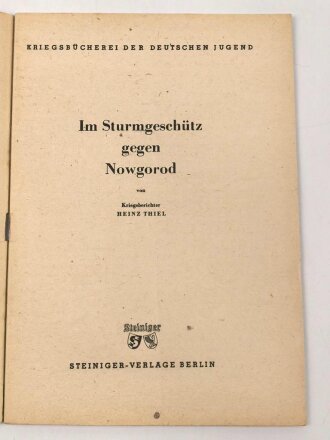 KRIEGSBÜCHEREI DER DEUTSCHEN JUGEND
Im Sturmgeschütz
gegen
Nowgorod
von
Kriegsberichter
HEINZ THIEL
Steiniger
STEINIGER-VERLAGE BERLIN